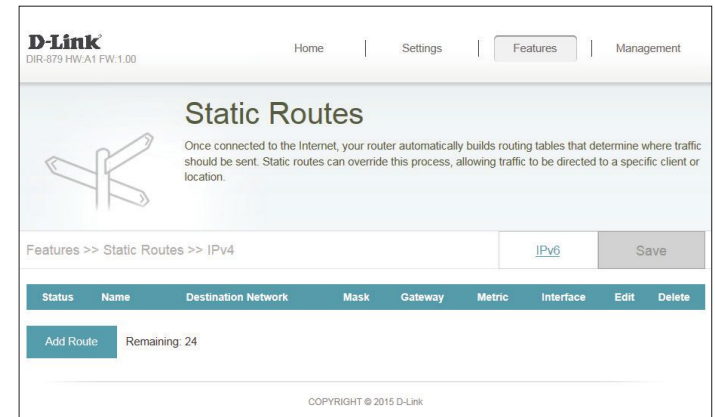 D-Link
DIR-879 HW:A1 FW:1.00
Home
Settings
Features
Management
Static Routes
Once connected to the Internet, your router automatically builds routing tables that determine where traffic
should be sent. Static routes can override this process, allowing traffic to be directed to a specific client or
location.
Features >> Static Routes >> IPv4
IPv6
Save
Status Name Destination Network Mask Gateway Metric Interface Edit Delete
Add Route
Remaining: 24
COPYRIGHT © 2015 D-Link